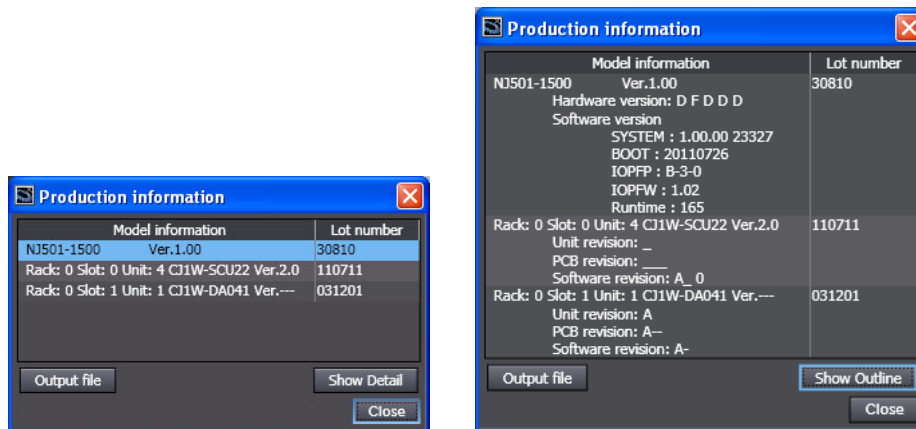 Production information
Model information Lot number
NJ501-1500 Ver.1.00 30810
Rack: 0 Slot: 0 Unit: 4 CJ1W-SCU22 Ver.2.0 110711
Rack: 0 Slot: 1 Unit: 1 CJ1W-DA041 Ver.--- 031201
Output file Show Detail
Close
Production information
Model information Lot number
NJ501-1500 Ver.1.00 30810
Hardware version: D F D D D
Software version
SYSTEM : 1.00.00 23327
BOOT : 20110726
IOPFP : B-3-0
IOPFW : 1.02
Runtime : 165
Rack: 0 Slot: 0 Unit: 4 CJ1W-SCU22 Ver.2.0 110711
Unit revision: _
PCB revision: ___
Software revision: A_ 0
Rack: 0 Slot: 1 Unit: 1 CJ1W-DA041 Ver.--- 031201
Unit revision: A
PCB revision: A--
Software revision: A-
Output file Show Outline
Close